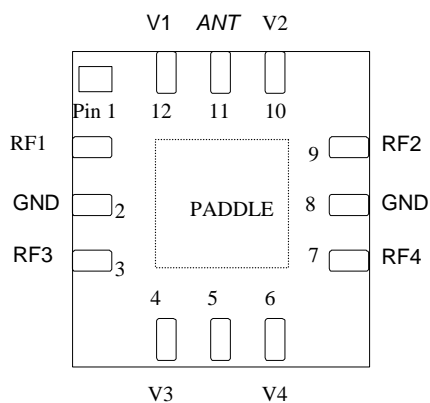 V1 ANT V2
Pin 1 12 11 10
RF1 9 RF2
GND 2 PADDLE 8 GND
RF3 3 7 RF4
4 5 6
V3 V4